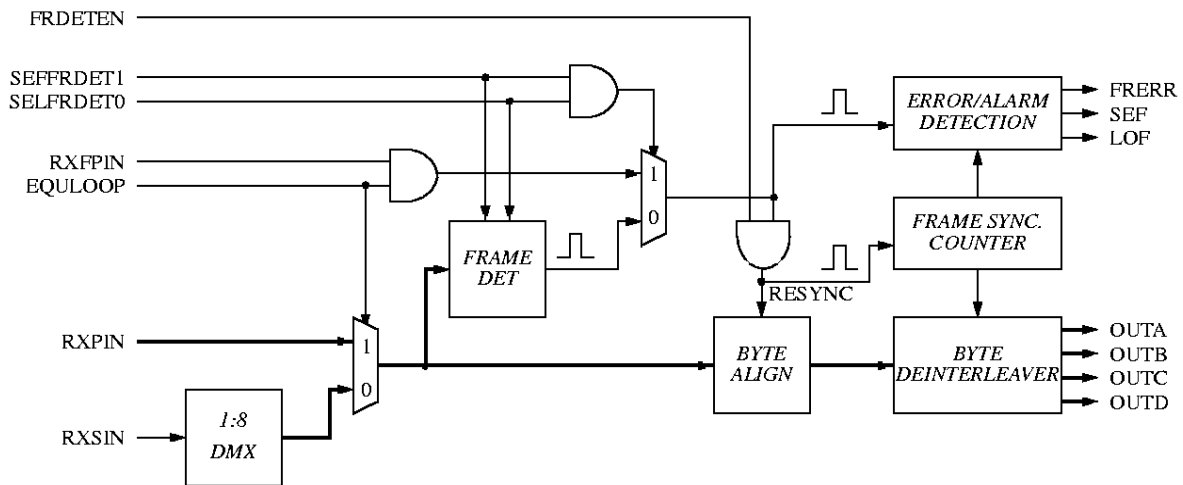 FRDETEN
SEFFRDET1
SELFRDET0
RXFPIN
EQULOOP
1
0
FRAME
DET
ERROR/ALARM
DETECTION
FRERR
SEF
LOF
FRAME SYNC.
COUNTER
RESYNC
RXPIN
1
0
RXSIN
1:8
DMX
BYTE
ALIGN
BYTE
DEINTERLEAVER
OUTA
OUTB
OUTC
OUTD